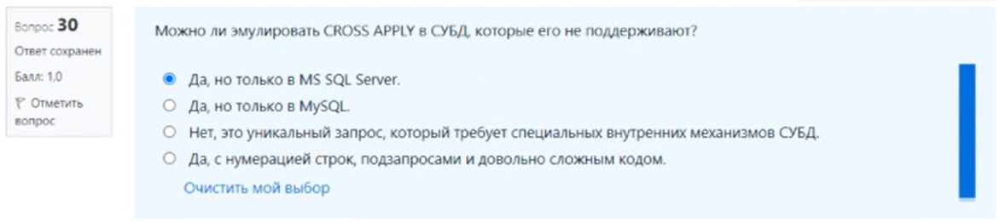 Вопрос 30
Ответ сохранен
Балл: 1,0
Отметить
вопрос
Можно ли эмулировать CROSS APPLY в СУБД, которые его не поддерживают?
Да, но только в MS SQL Server.
Да, но только в MySQL.
Нет, это уникальный запрос, который требует специальных внутренних механизмов СУБД.
Да, с нумерацией строк, подзапросами и довольно сложным кодом.
Очистить мой выбор